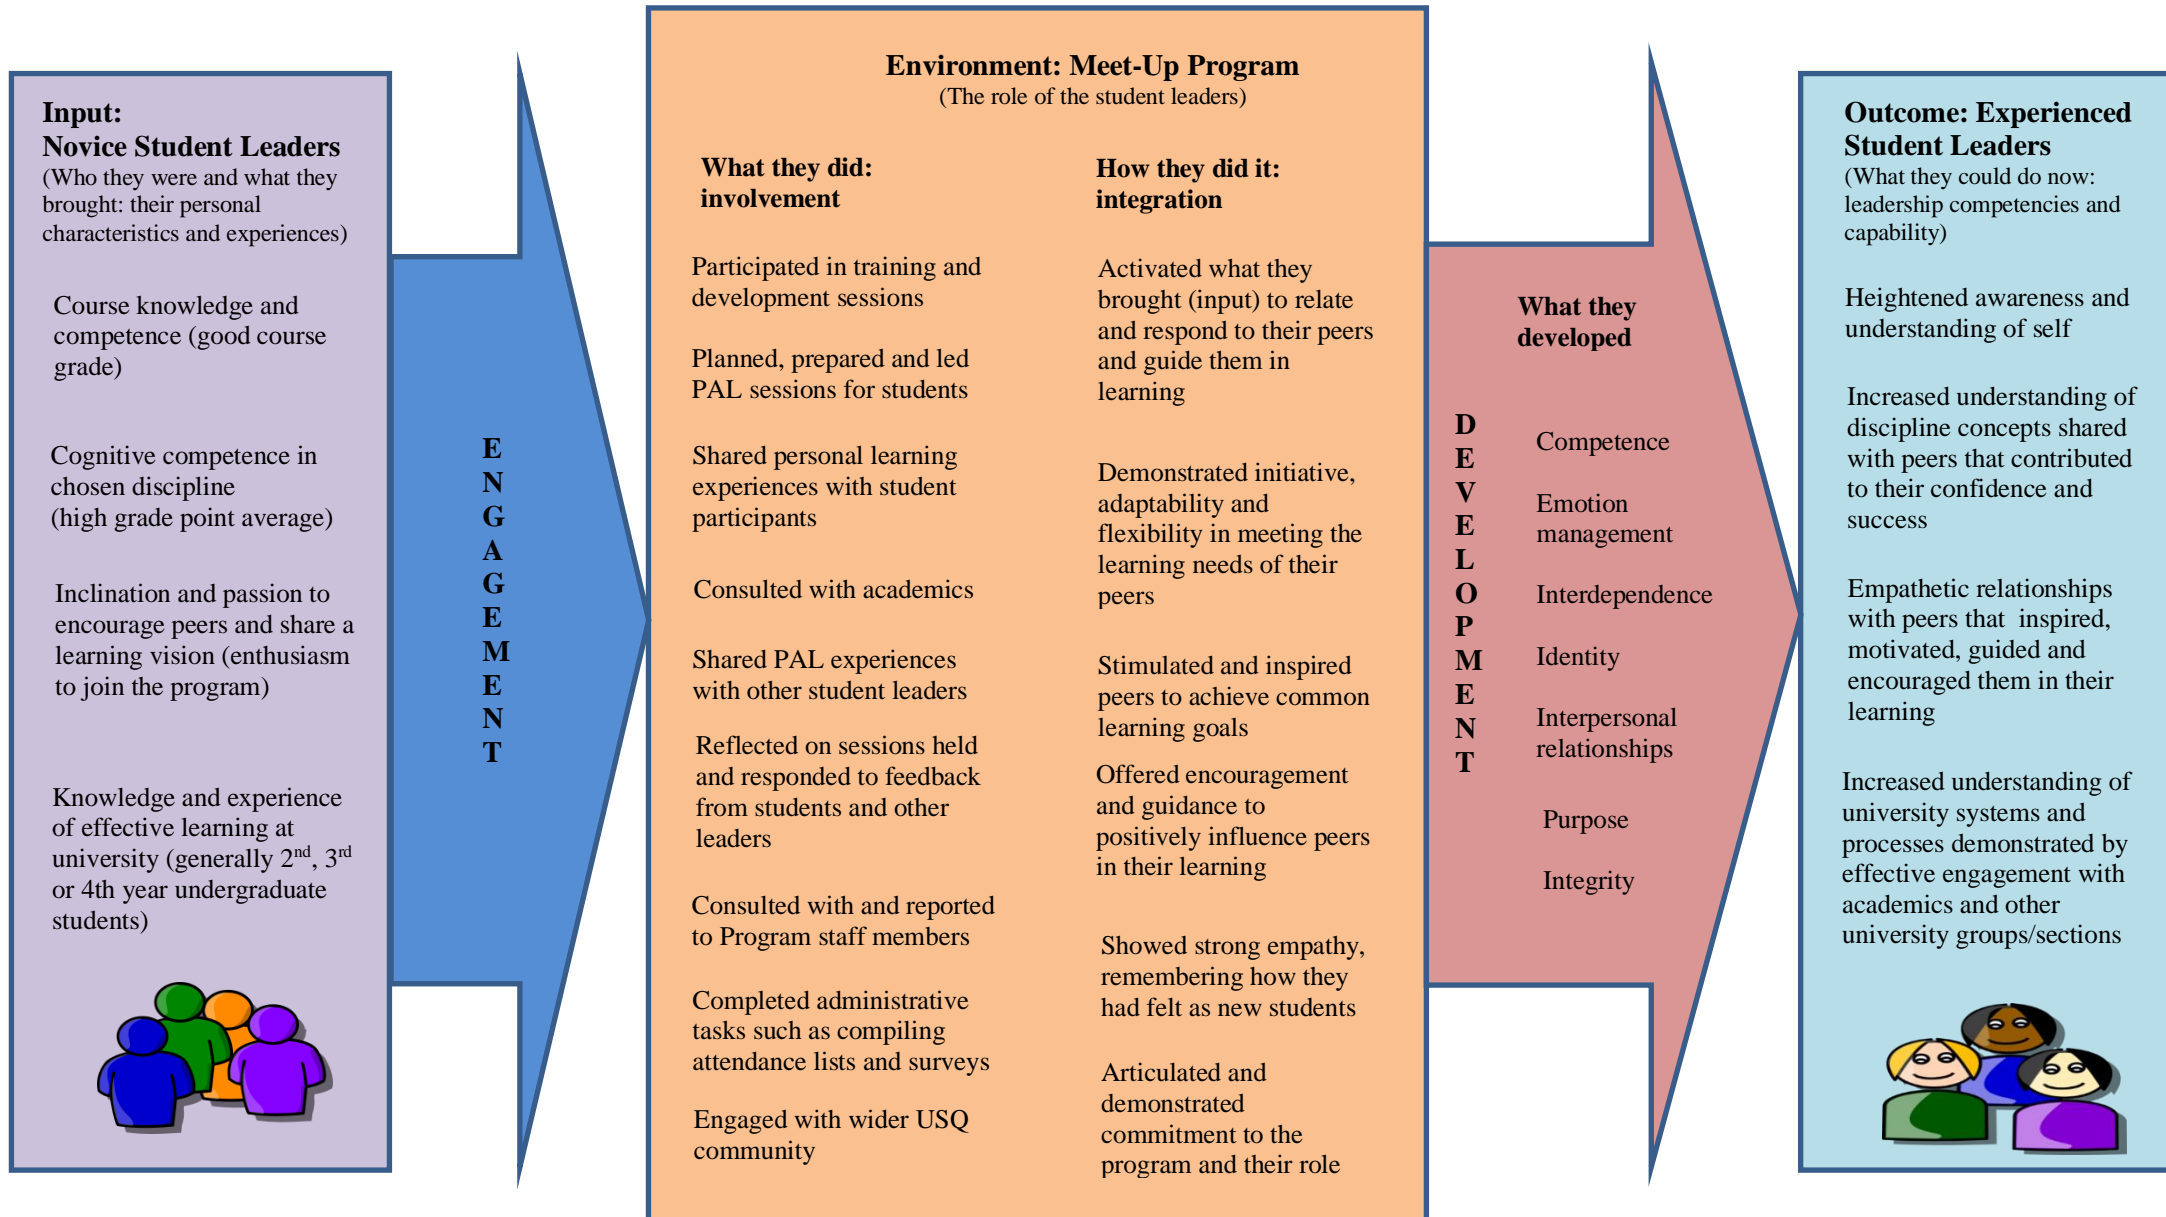 Input:
Novice Student Leaders
(Who they were and what they
brought: their personal
characteristics and experiences)
Course knowledge and
competence (good course
grade)
Cognitive competence in
chosen discipline
(high grade point average)
Inclination and passion to
encourage peers and share a
learning vision (enthusiasm
to join the program)
Knowledge and experience
of effective learning at
university (generally 2nd, 3rd
or 4th year undergraduate
students)
E
N
G
A
G
E
M
E
N
T
Environment: Meet-Up Program
(The role of the student leaders)
What they did:
involvement
Participated in training and
development sessions
Planned, prepared and led
PAL sessions for students
Shared personal learning
experiences with student
participants
Consulted with academics
Shared PAL experiences
with other student leaders
Reflected on sessions held
and responded to feedback
from students and other
leaders
Consulted with and reported
to Program staff members
Completed administrative
tasks such as compiling
attendance lists and surveys
Engaged with wider USQ
community
How they did it:
integration
Activated what they
brought (input) to relate
and respond to their peers
and guide them in
learning
Demonstrated initiative,
adaptability and
flexibility in meeting the
learning needs of their
peers
Stimulated and inspired
peers to achieve common
learning goals
Offered encouragement
and guidance to
positively influence peers
in their learning
Showed strong empathy,
remembering how they
had felt as new students
Articulated and
demonstrated
commitment to the
program and their role
D
E
V
E
L
O
P
M
E
N
T
What they
developed
Competence
Emotion
management
Interdependence
Identity
Interpersonal
relationships
Purpose
Integrity
Outcome: Experienced
Student Leaders
(What they could do now:
leadership competencies and
capability)
Heightened awareness and
understanding of self
Increased understanding of
discipline concepts shared
with peers that contributed
to their confidence and
success
Empathetic relationships
with peers that inspired,
motivated, guided and
encouraged them in their
learning
Increased understanding of
university systems and
processes demonstrated by
effective engagement with
academics and other
university groups/sections